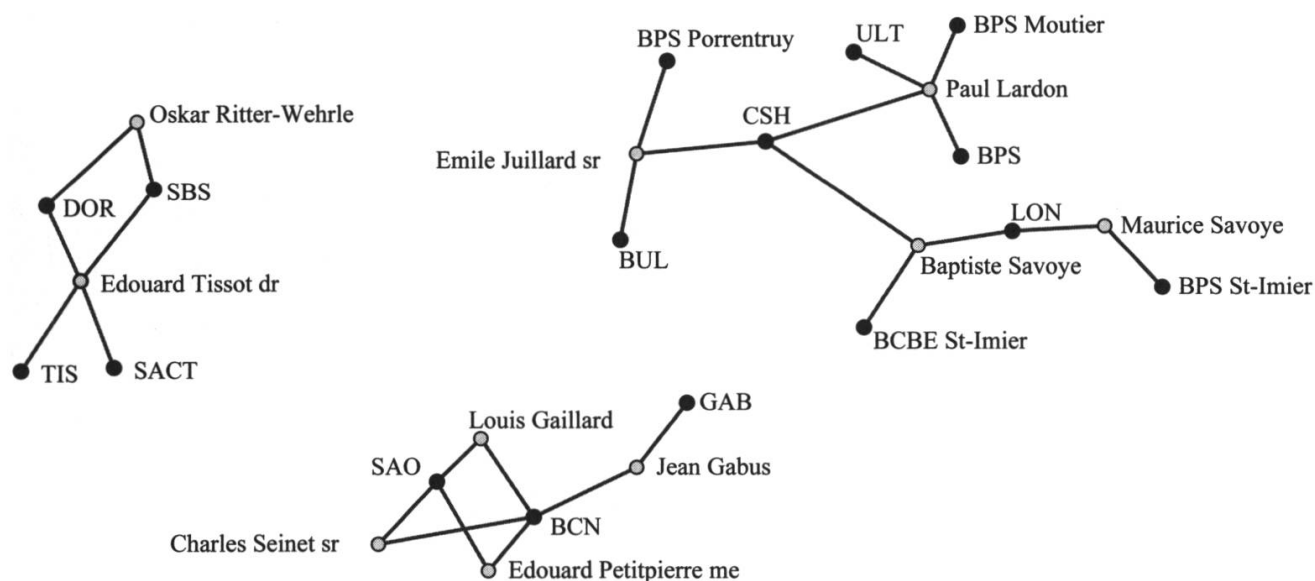 BPS Porrentruy
ULT
BPS Moutier
Oskar Ritter-Wehrle
Paul Lardon
CSH
Emile Juillard sr
BPS
SBS
DOR
LON
Maurice Savoye
BUL
Baptiste Savoye
Edouard Tissot dr
BPS St-Imier
BCBE St-Imier
TIS
SACT
GAB
Louis Gaillard
SAO
Jean Gabus
BCN
Charles Seinet sr
Edouard Petitpierre me